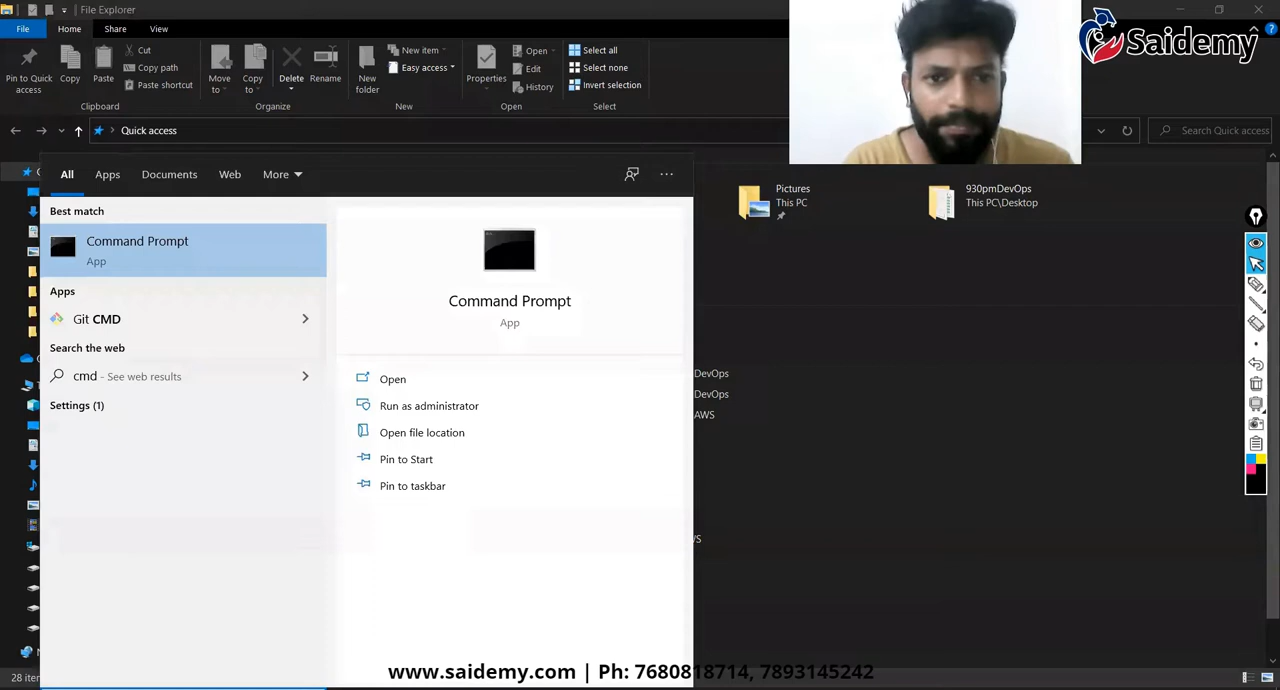 File Explorer
File
Home
Share
View
Pin to Quick access
Copy
Paste
Cut
Copy path
Paste shortcut
Clipboard
Move to
Copy to
Delete
Rename
Organize
New folder
New item
Easy access
New
Properties
Open
Edit
History
Open
Select all
Select none
Invert selection
Select
Saidemy
Quick access
Search Quick access
All
Apps
Documents
Web
More
Best match
Command Prompt
App
Apps
Git CMD
Search the web
cmd - See web results
Settings (1)
Command Prompt
App
Open
Run as administrator
Open file location
Pin to Start
Pin to taskbar
Pictures
This PC
930pmDevOps
This PC\Desktop
DevOps
DevOps
AWS
www.saidemy.com | Ph: 7680818714, 7893145242